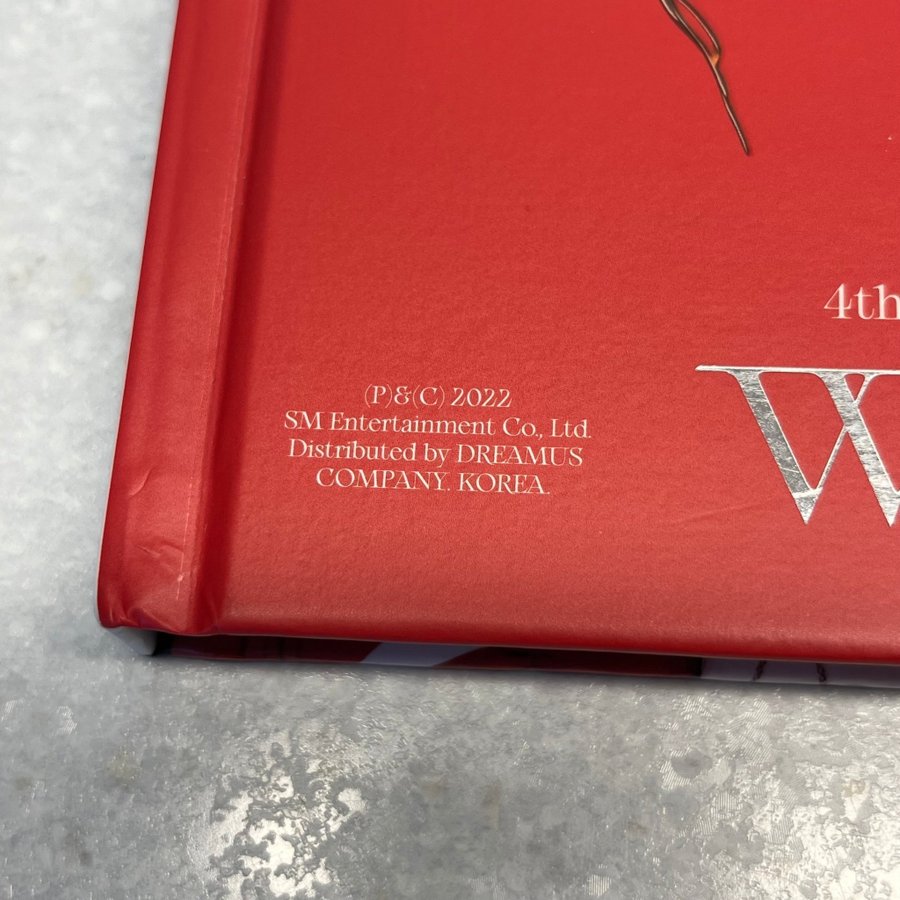 4th
W
(P)&(C) 2022
SM Entertainment Co., Ltd.
Distributed by DREAMUS
COMPANY. KOREA.